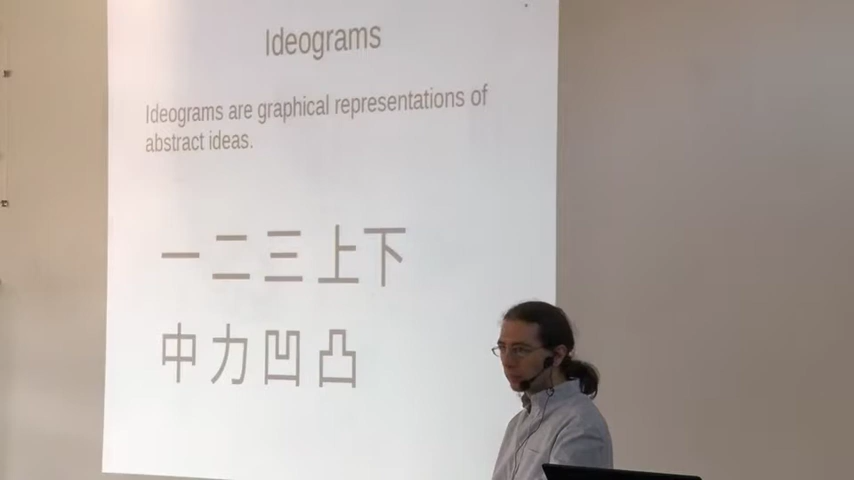 Ideograms
Ideograms are graphical representations of
abstract ideas.
一 二 三 上 下
中 力 凹 凸